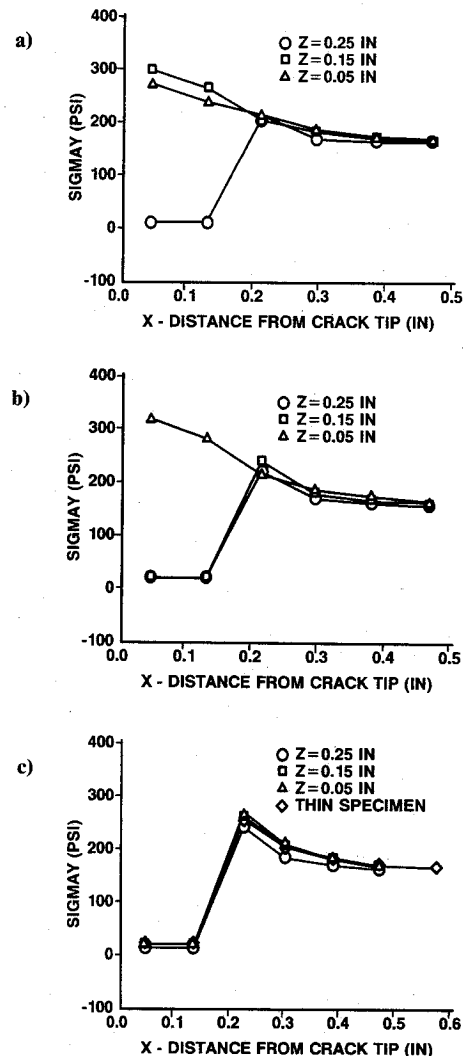 a)
400
300
200
100
0
-100
SIGMAY (PSI)
○ Z=0.25 IN
□ Z=0.15 IN
△ Z=0.05 IN
0.0 0.1 0.2 0.3 0.4 0.5
X - DISTANCE FROM CRACK TIP (IN)
b)
400
300
200
100
0
-100
SIGMAY (PSI)
○ Z=0.25 IN
□ Z=0.15 IN
△ Z=0.05 IN
0.0 0.1 0.2 0.3 0.4 0.5
X - DISTANCE FROM CRACK TIP (IN)
c)
400
300
200
100
0
-100
SIGMAY (PSI)
○ Z=0.25 IN
□ Z=0.15 IN
△ Z=0.05 IN
◇ THIN SPECIMEN
0.0 0.1 0.2 0.3 0.4 0.5 0.6
X - DISTANCE FROM CRACK TIP (IN)